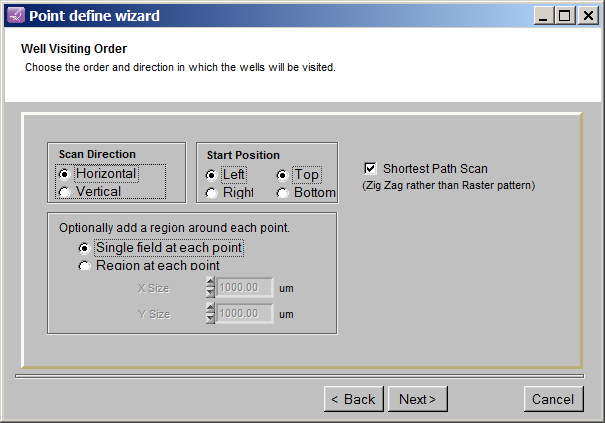 Point define wizard
Well Visiting Order
Choose the order and direction in which the wells will be visited.
Scan Direction
Horizontal
Vertical
Start Position
Left Top
Right Bottom
Shortest Path Scan
(Zig Zag rather than Raster pattern)
Optionally add a region around each point.
Single field at each point
Region at each point
X Size 1000.00 um
Y Size 1000.00 um
< Back Next > Cancel